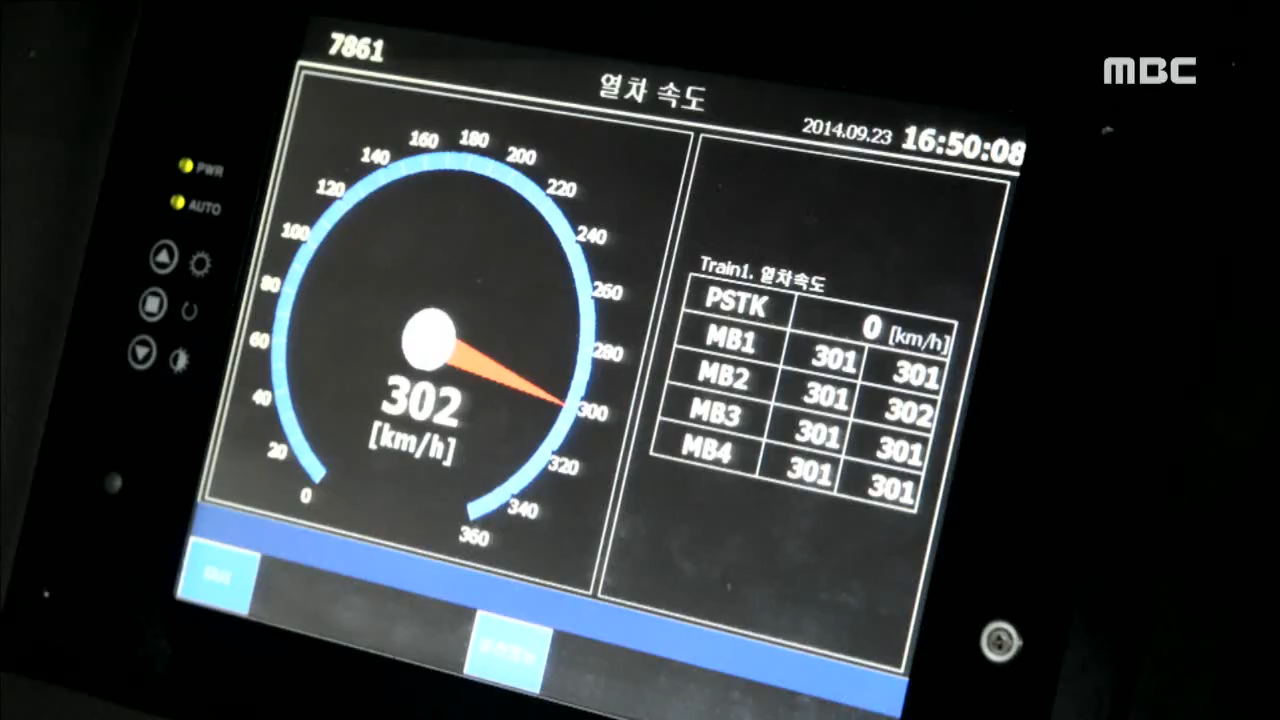 7861
MBC
열차 속도
2014.09.23 16:50:08
PWR
AUTO
0
20
40
60
80
100
120
140
160
180
200
220
240
260
280
300
320
340
360
302
[km/h]
Train1. 열차속도
PSTK 0 [km/h]
MB1 301 301
MB2 301 302
MB3 301 301
MB4 301 301